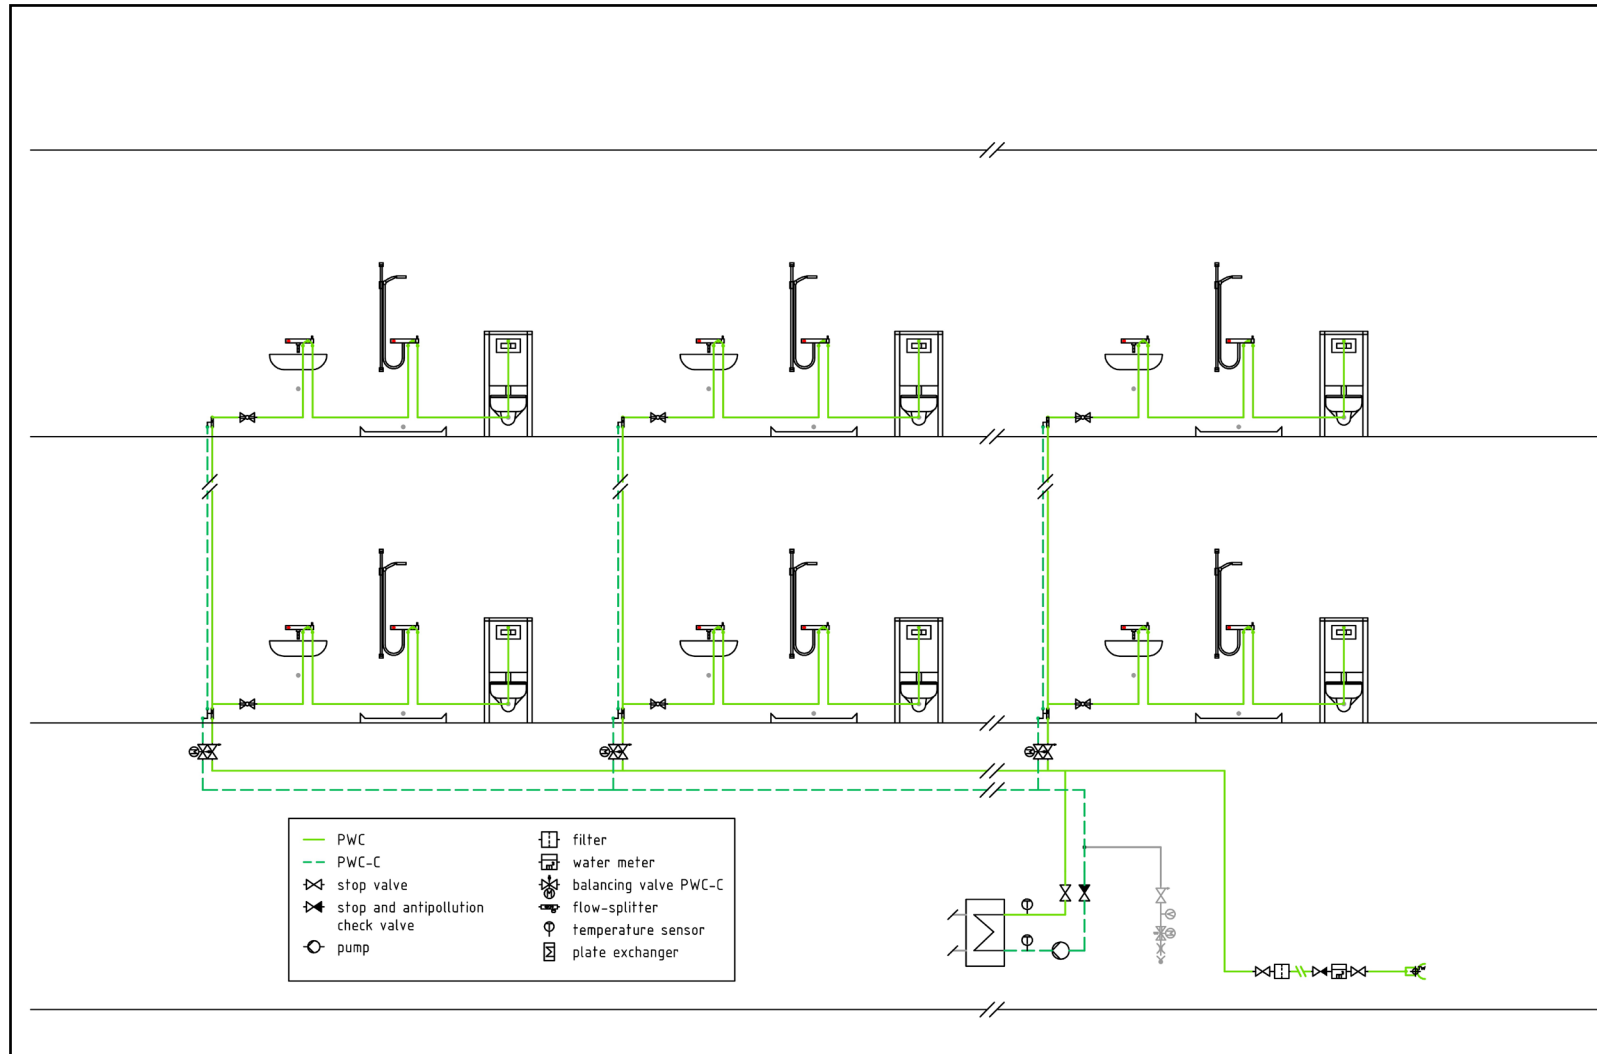 PWC
PWC-C
stop valve
stop and antipollution
check valve
pump
filter
water meter
balancing valve PWC-C
flow-splitter
temperature sensor
plate exchanger